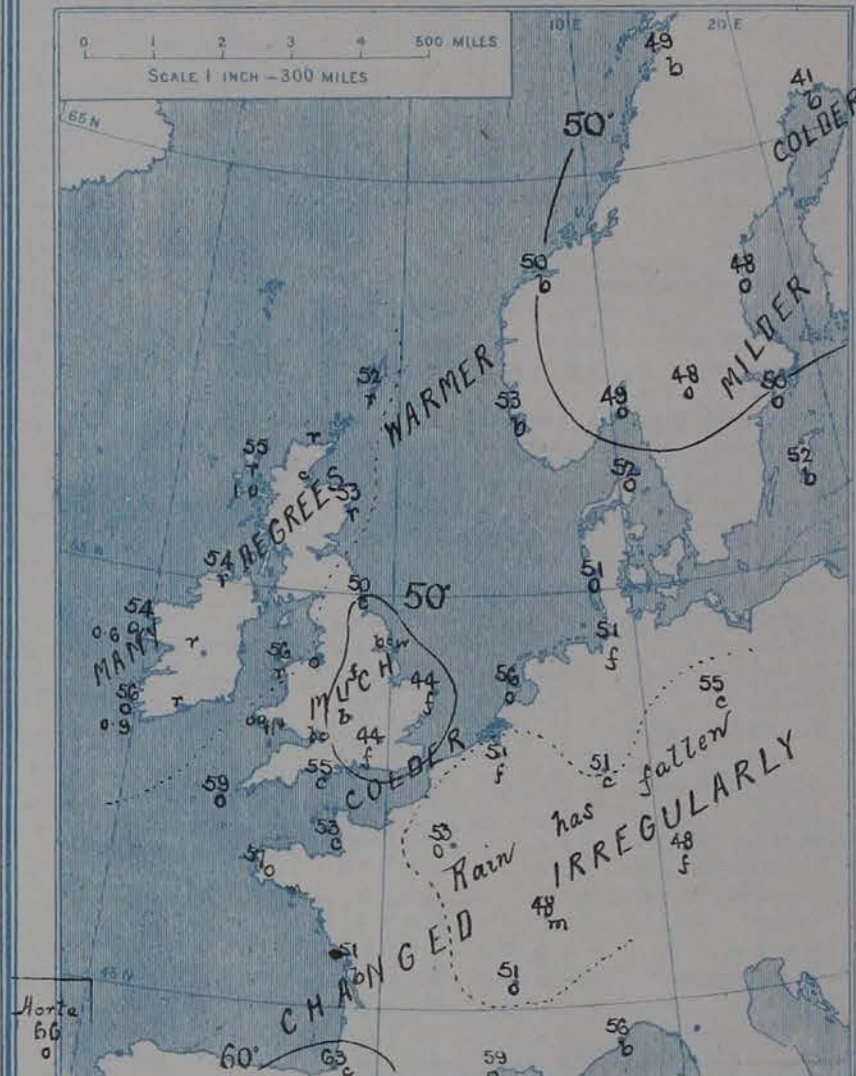 0 1 2 3 4 500 MILES
SCALE 1 INCH – 300 MILES
10 E
20 E
65 N
49
b
41
b
COLDER
50°
50
b
48
o
MILDER
52
r
WARMER
53
b
49
o
48
o
50
o
r
55
r
1.0
c
53
r
52
o
52
b
DEGREES
54
r
50
c
50°
51
o
54
o
0.6
r
MANY
56
r
51
f
56
o
0.9
r
MUCH
f
b
44
f
56
o
55
c
44
f
COLDER
51
f
51
c
59
o
55
c
Rain has fallen
IRREGULARLY
53
c
53
o
48
f
57
o
48
m
CHANGED
51
b
51
o
45 N
Horta
66
o
60°
63
c
59
56
b